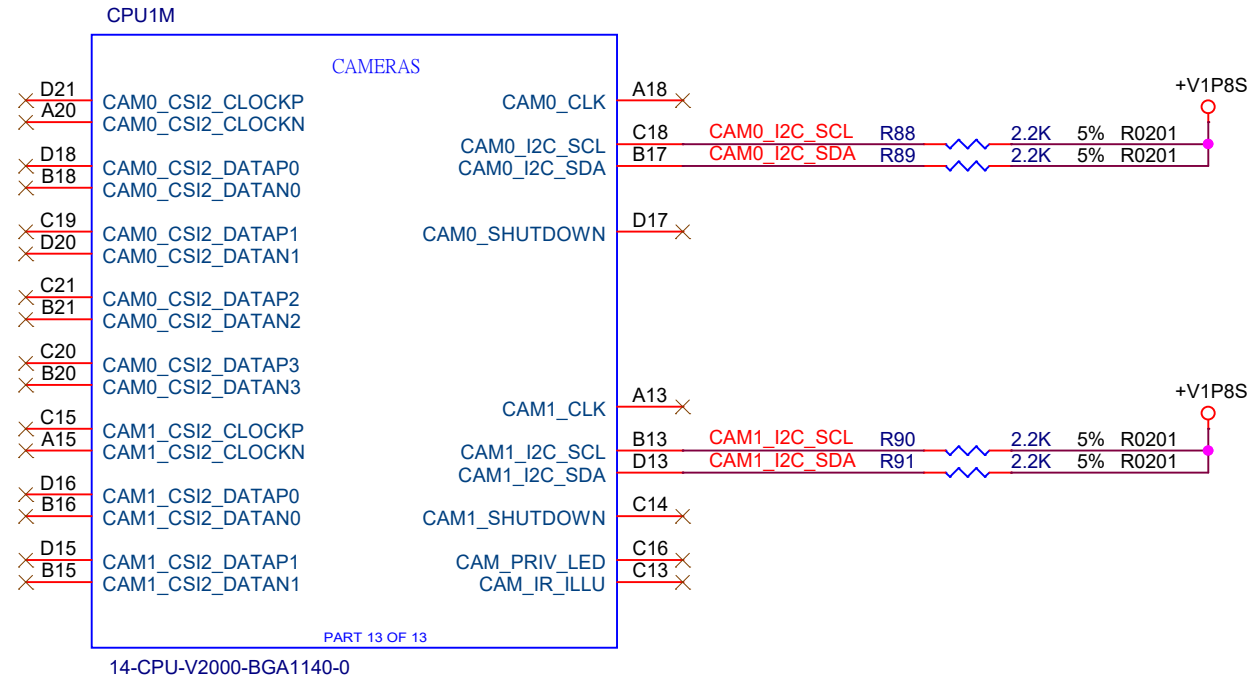 CPU1M
CAMERAS
D21 CAM0_CSI2_CLOCKP
A20 CAM0_CSI2_CLOCKN
D18 CAM0_CSI2_DATAP0
B18 CAM0_CSI2_DATAN0
C19 CAM0_CSI2_DATAP1
D20 CAM0_CSI2_DATAN1
C21 CAM0_CSI2_DATAP2
B21 CAM0_CSI2_DATAN2
C20 CAM0_CSI2_DATAP3
B20 CAM0_CSI2_DATAN3
C15 CAM1_CSI2_CLOCKP
A15 CAM1_CSI2_CLOCKN
D16 CAM1_CSI2_DATAP0
B16 CAM1_CSI2_DATAN0
D15 CAM1_CSI2_DATAP1
B15 CAM1_CSI2_DATAN1
CAM0_CLK A18
+V1P8S
CAM0_I2C_SCL C18 CAM0_I2C_SCL R88 2.2K 5% R0201
CAM0_I2C_SDA B17 CAM0_I2C_SDA R89 2.2K 5% R0201
CAM0_SHUTDOWN D17
CAM1_CLK A13
+V1P8S
CAM1_I2C_SCL B13 CAM1_I2C_SCL R90 2.2K 5% R0201
CAM1_I2C_SDA D13 CAM1_I2C_SDA R91 2.2K 5% R0201
CAM1_SHUTDOWN C14
CAM_PRIV_LED C16
CAM_IR_ILLU C13
PART 13 OF 13
14-CPU-V2000-BGA1140-0